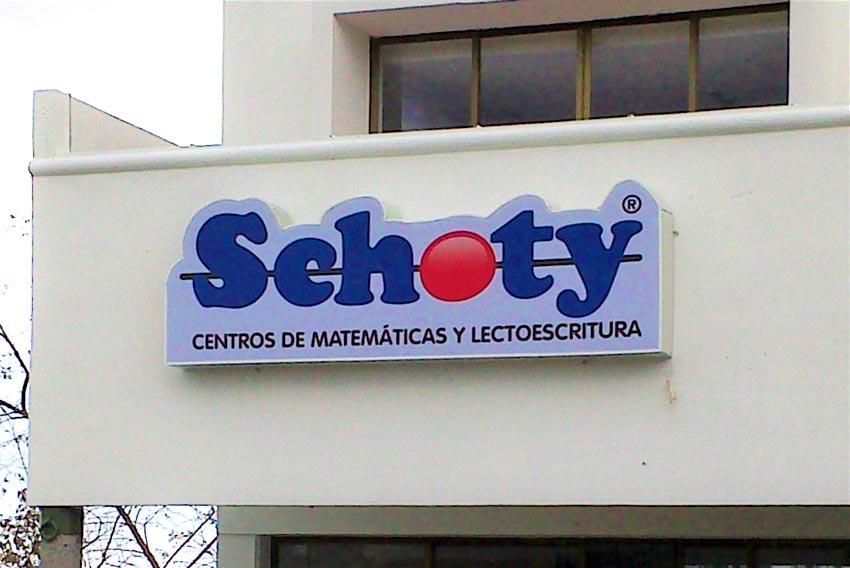 Schoty®
CENTROS DE MATEMÁTICAS Y LECTOESCRITURA